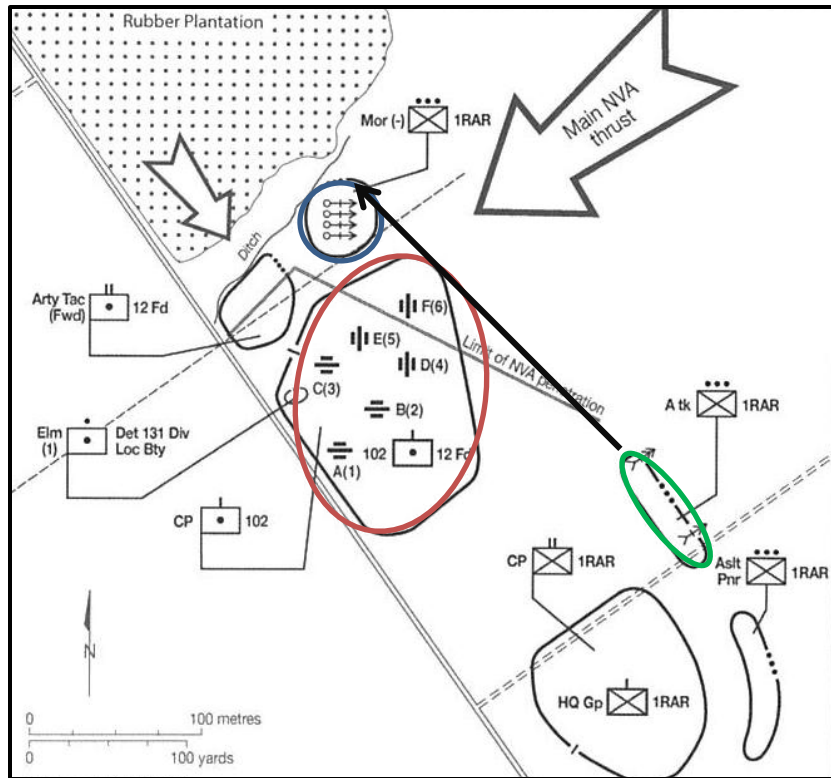 Rubber Plantation
Main NVA
thrust
Mor (-)
1RAR
Ditch
Arty Tac
(Fwd)
12 Fd
F(6)
E(5)
D(4)
C(3)
B(2)
A(1)
Limit of NVA penetration
102
12 Fd
Elm
(1)
Det 131 Div
Loc Bty
CP
102
A tk
1RAR
CP
1RAR
Aslt
Pnr
1RAR
HQ Gp
1RAR
N
0
100 metres
0
100 yards